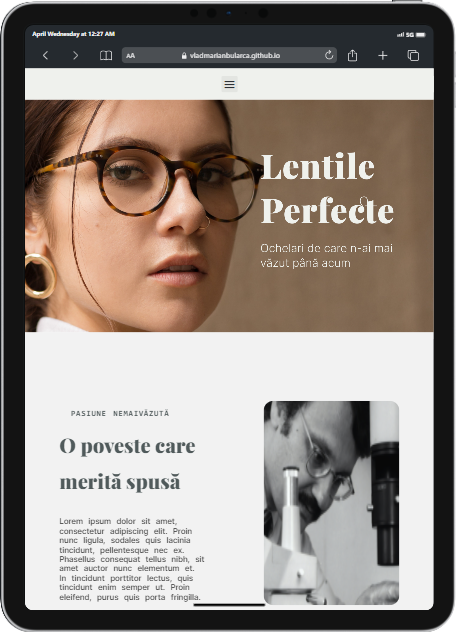 April Wednesday at 12:27 AM
5G
AA
vladmarianbularca.github.io
Lentile
Perfecte
Ochelari de care n-ai mai
văzut până acum
PASIUNE NEMAIVĂZUTĂ
O poveste care
merită spusă
Lorem ipsum dolor sit amet,
consectetur adipiscing elit. Proin
nunc ligula, sodales quis lacinia
tincidunt, pellentesque nec ex.
Phasellus consequat tellus nibh, sit
amet auctor nunc elementum et.
In tincidunt porttitor lectus, quis
tincidunt enim semper ut. Proin
eleifend, purus quis porta fringilla.